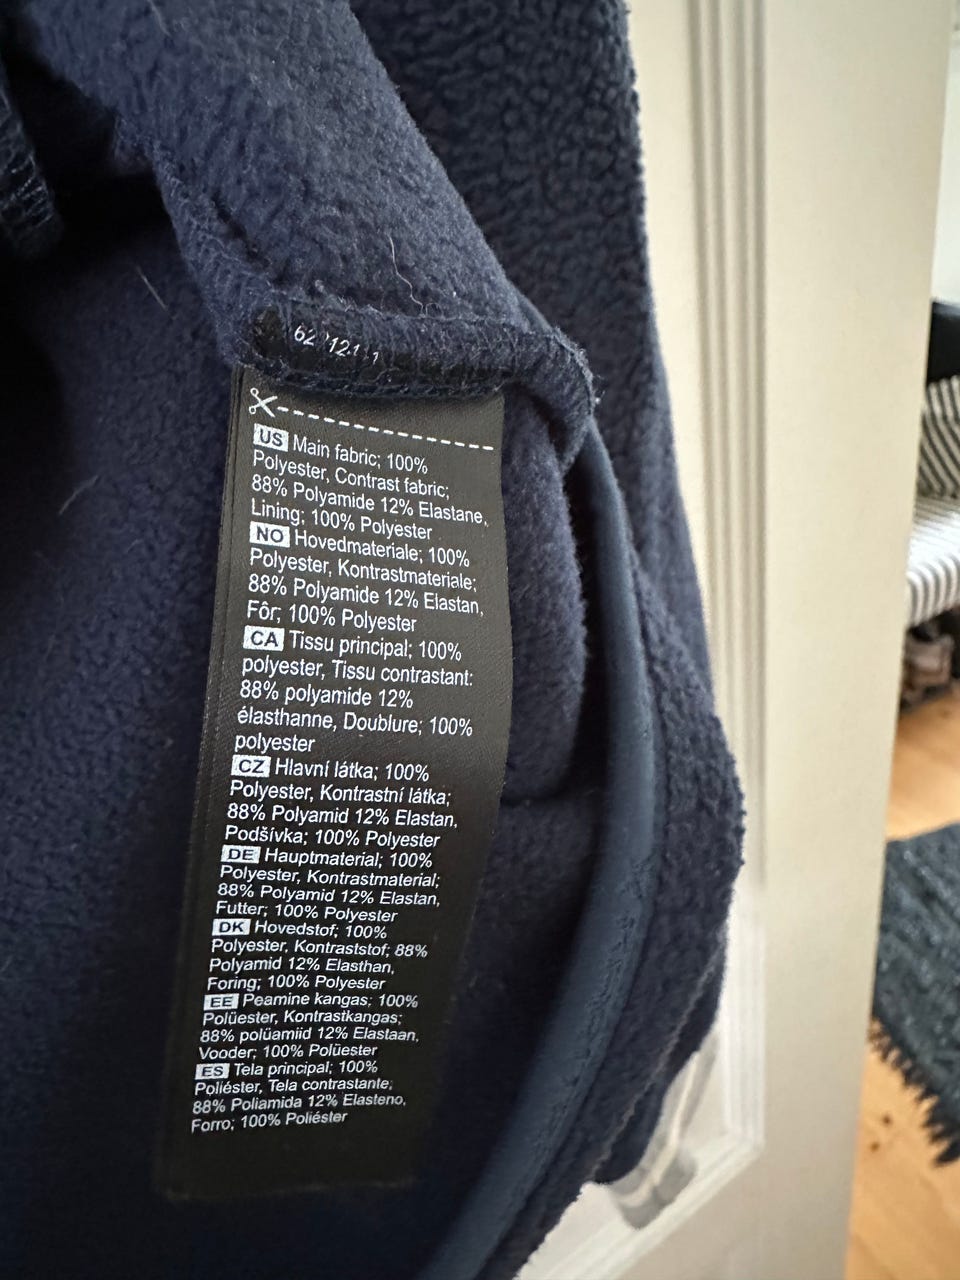 US Main fabric; 100%
Polyester, Contrast fabric;
88% Polyamide 12% Elastane,
Lining; 100% Polyester
NO Hovedmateriale; 100%
Polyester, Kontrastmateriale;
88% Polyamide 12% Elastan,
Fôr; 100% Polyester
CA Tissu principal; 100%
polyester, Tissu contrastant:
88% polyamide 12%
élasthanne, Doublure; 100%
polyester
CZ Hlavní látka; 100%
Polyester, Kontrastní látka;
88% Polyamid 12% Elastan,
Podšívka; 100% Polyester
DE Hauptmaterial; 100%
Polyester, Kontrastmaterial;
88% Polyamid 12% Elastan,
Futter; 100% Polyester
DK Hovedstof; 100%
Polyester, Kontraststof; 88%
Polyamid 12% Elasthan,
Foring; 100% Polyester
EE Peamine kangas; 100%
Polüester, Kontrastkangas;
88% polüamiid 12% Elastaan,
Vooder; 100% Polüester
ES Tela principal; 100%
Poliéster, Tela contrastante;
88% Poliamida 12% Elasteno,
Forro; 100% Poliéster